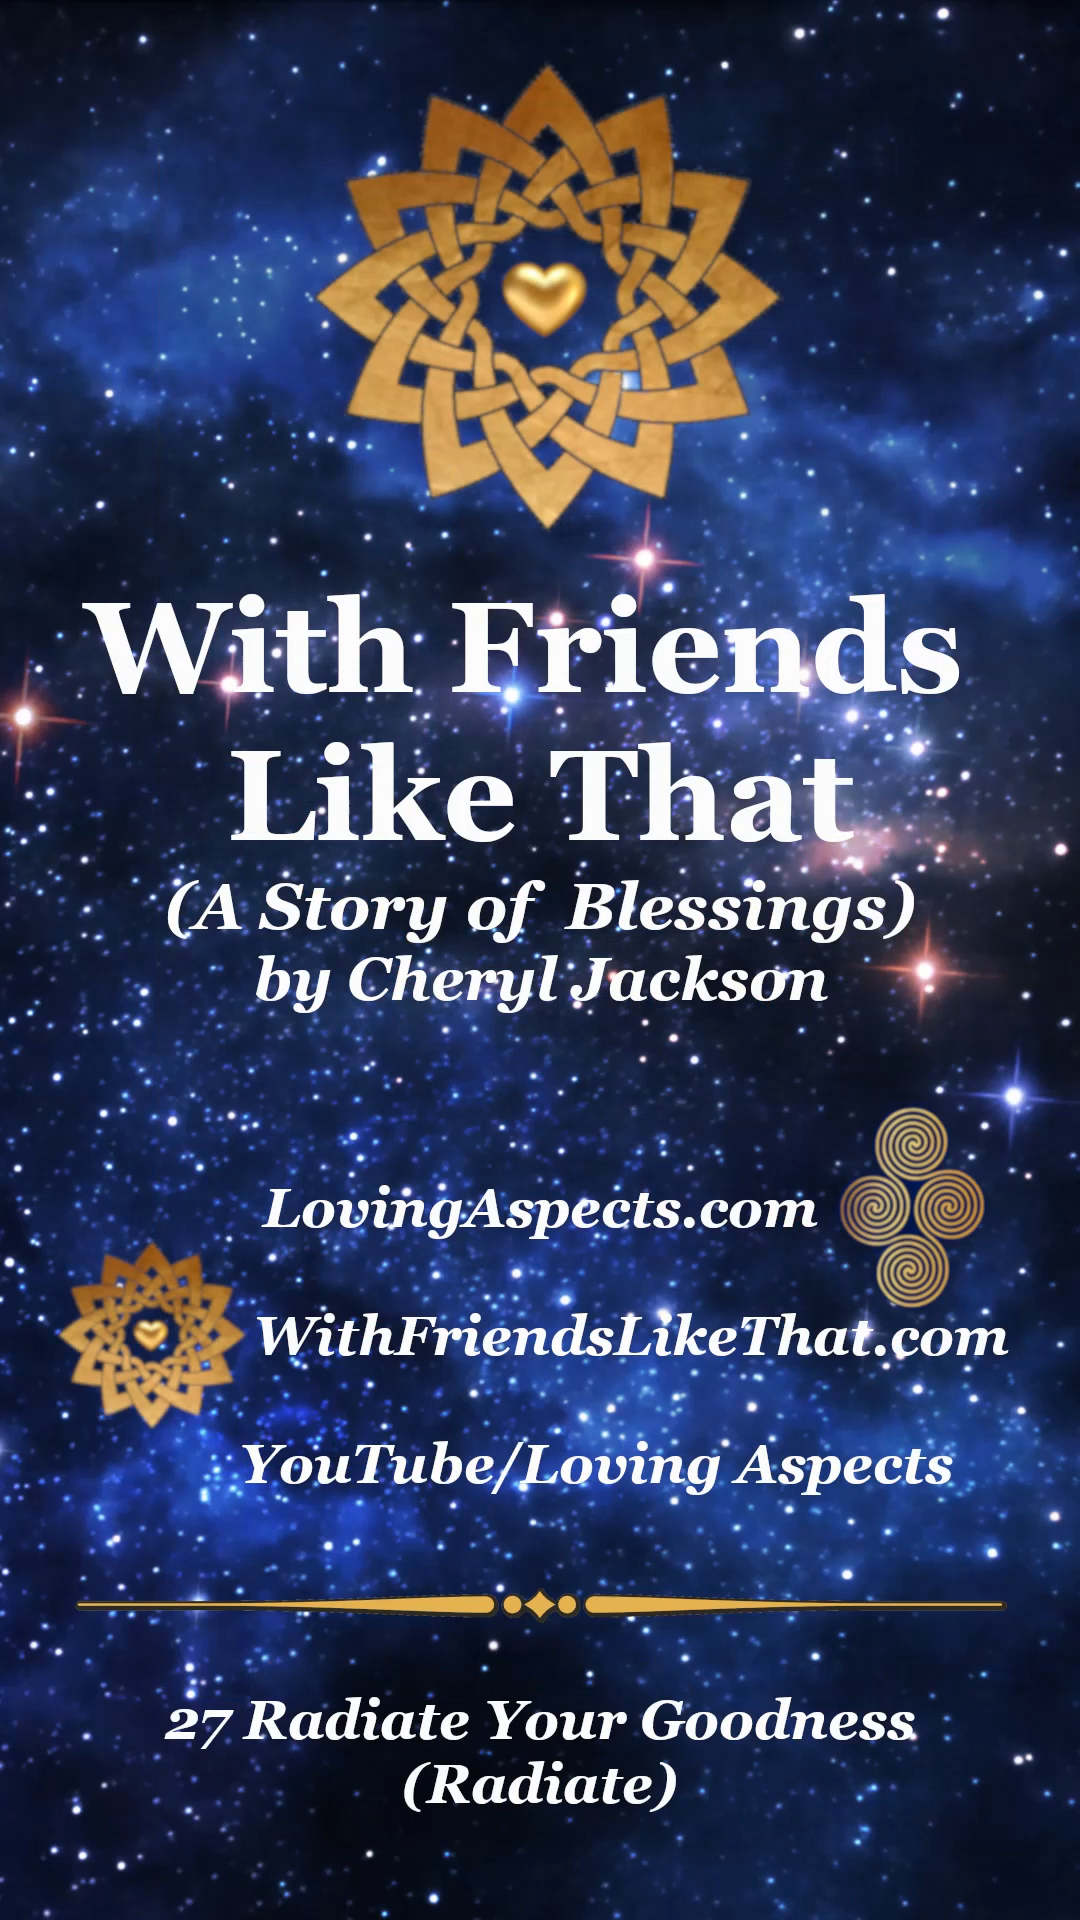 With Friends
Like That
(A Story of Blessings)
by Cheryl Jackson
LovingAspects.com
WithFriendsLikeThat.com
YouTube/Loving Aspects
27 Radiate Your Goodness
(Radiate)